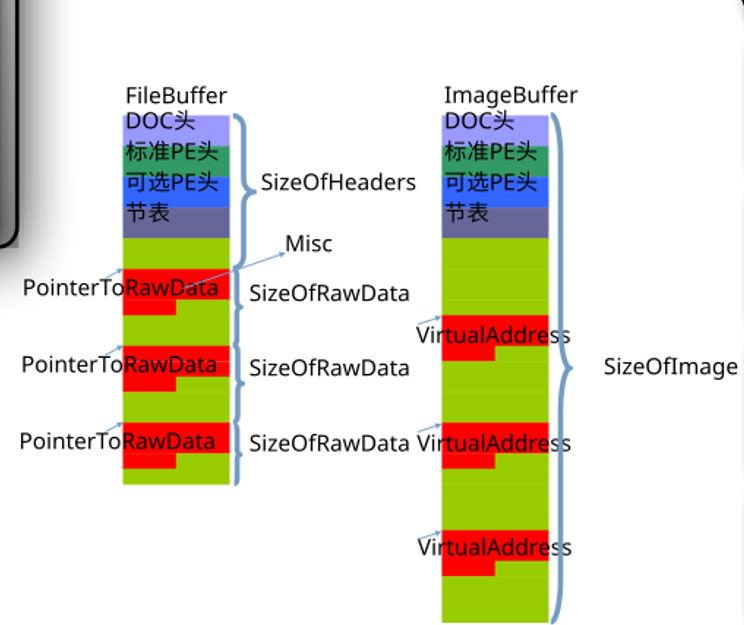 FileBuffer
DOC头
标准PE头
可选PE头
节表
SizeOfHeaders
Misc
PointerToRawData
SizeOfRawData
PointerToRawData
SizeOfRawData
PointerToRawData
SizeOfRawData
ImageBuffer
DOC头
标准PE头
可选PE头
节表
VirtualAddress
SizeOfImage
VirtualAddress
VirtualAddress